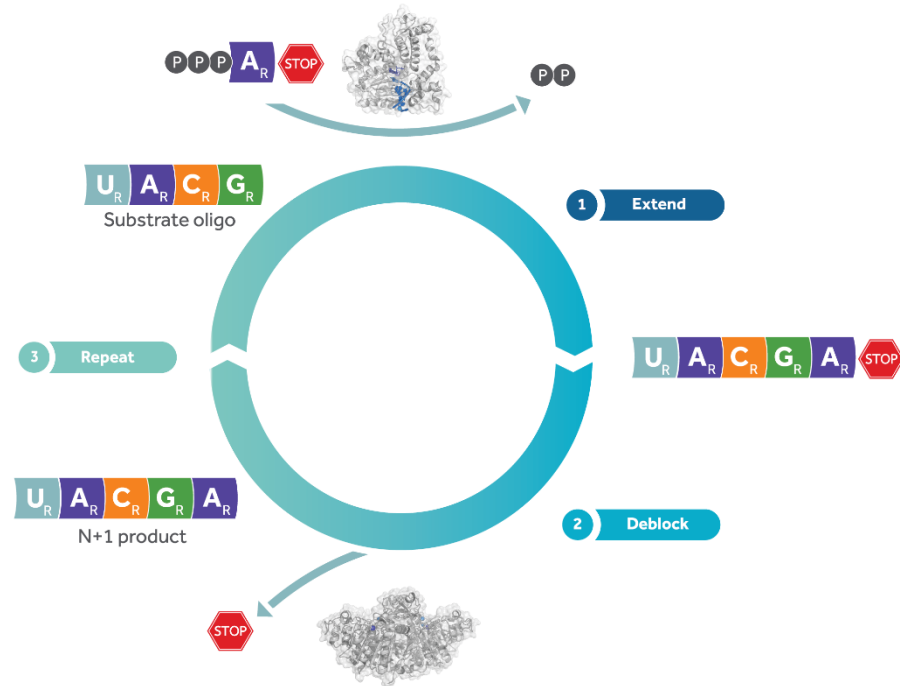 P P P A R STOP
P P
U R A R C R G R
Substrate oligo
1 Extend
U R A R C R G R A R STOP
3 Repeat
U R A R C R G R A R
N+1 product
2 Deblock
STOP